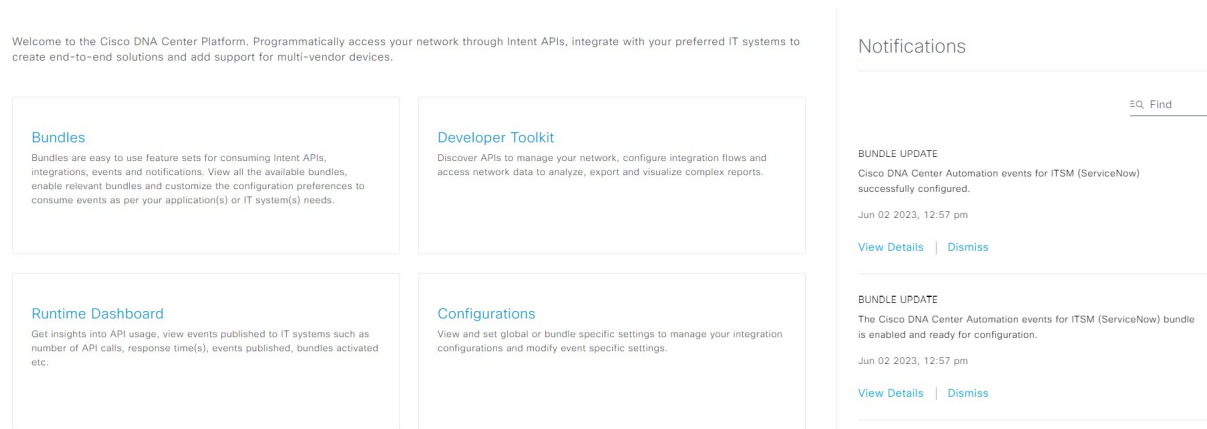 Welcome to the Cisco DNA Center Platform. Programmatically access your network through Intent APIs, integrate with your preferred IT systems to
create end-to-end solutions and add support for multi-vendor devices.
Bundles
Bundles are easy to use feature sets for consuming Intent APIs,
integrations, events and notifications. View all the available bundles,
enable relevant bundles and customize the configuration preferences to
consume events as per your application(s) or IT system(s) needs.
Developer Toolkit
Discover APIs to manage your network, configure integration flows and
access network data to analyze, export and visualize complex reports.
Runtime Dashboard
Get insights into API usage, view events published to IT systems such as
number of API calls, response time(s), events published, bundles activated
etc.
Configurations
View and set global or bundle specific settings to manage your integration
configurations and modify event specific settings.
Notifications
Find
BUNDLE UPDATE
Cisco DNA Center Automation events for ITSM (ServiceNow)
successfully configured.
Jun 02 2023, 12:57 pm
View Details | Dismiss
BUNDLE UPDATE
The Cisco DNA Center Automation events for ITSM (ServiceNow) bundle
is enabled and ready for configuration.
Jun 02 2023, 12:57 pm
View Details | Dismiss